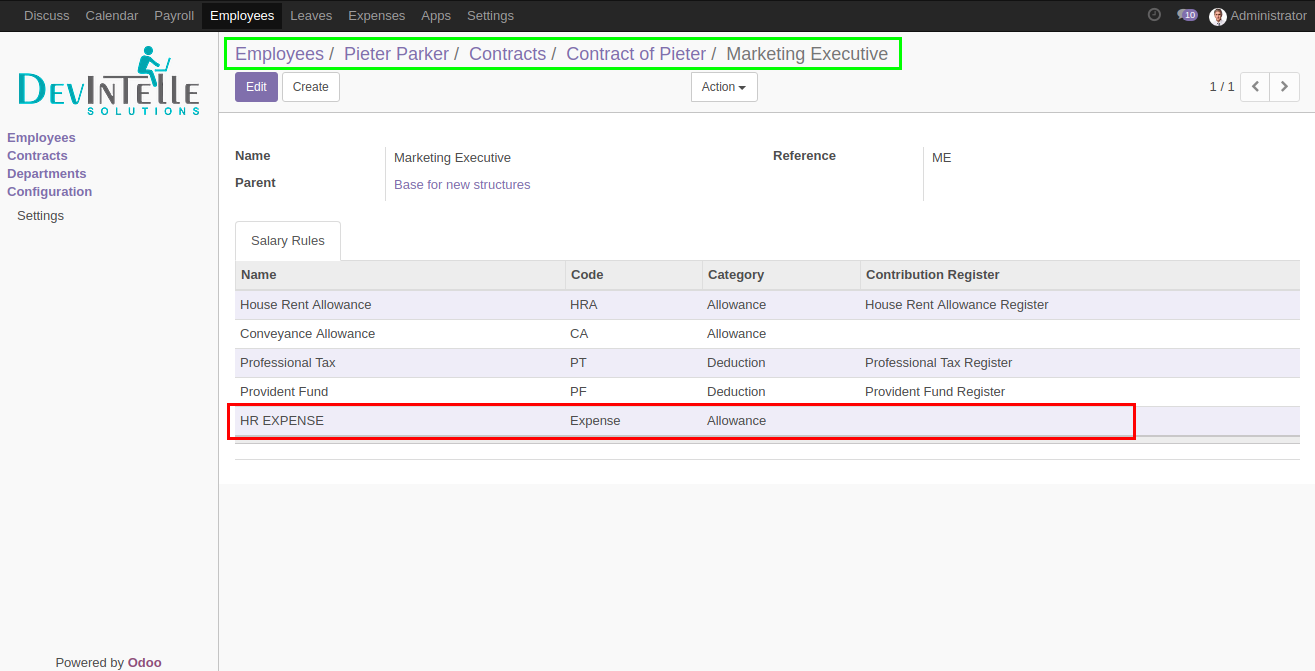 Discuss Calendar Payroll Employees Leaves Expenses Apps Settings 10 Administrator
DEVINTELLE
SOLUTIONS
Employees / Pieter Parker / Contracts / Contract of Pieter / Marketing Executive
Edit Create Action 1 / 1
Employees
Contracts
Departments
Configuration
Settings
Name Marketing Executive Reference ME
Parent Base for new structures
Salary Rules
Name Code Category Contribution Register
House Rent Allowance HRA Allowance House Rent Allowance Register
Conveyance Allowance CA Allowance
Professional Tax PT Deduction Professional Tax Register
Provident Fund PF Deduction Provident Fund Register
HR EXPENSE Expense Allowance
Powered by Odoo